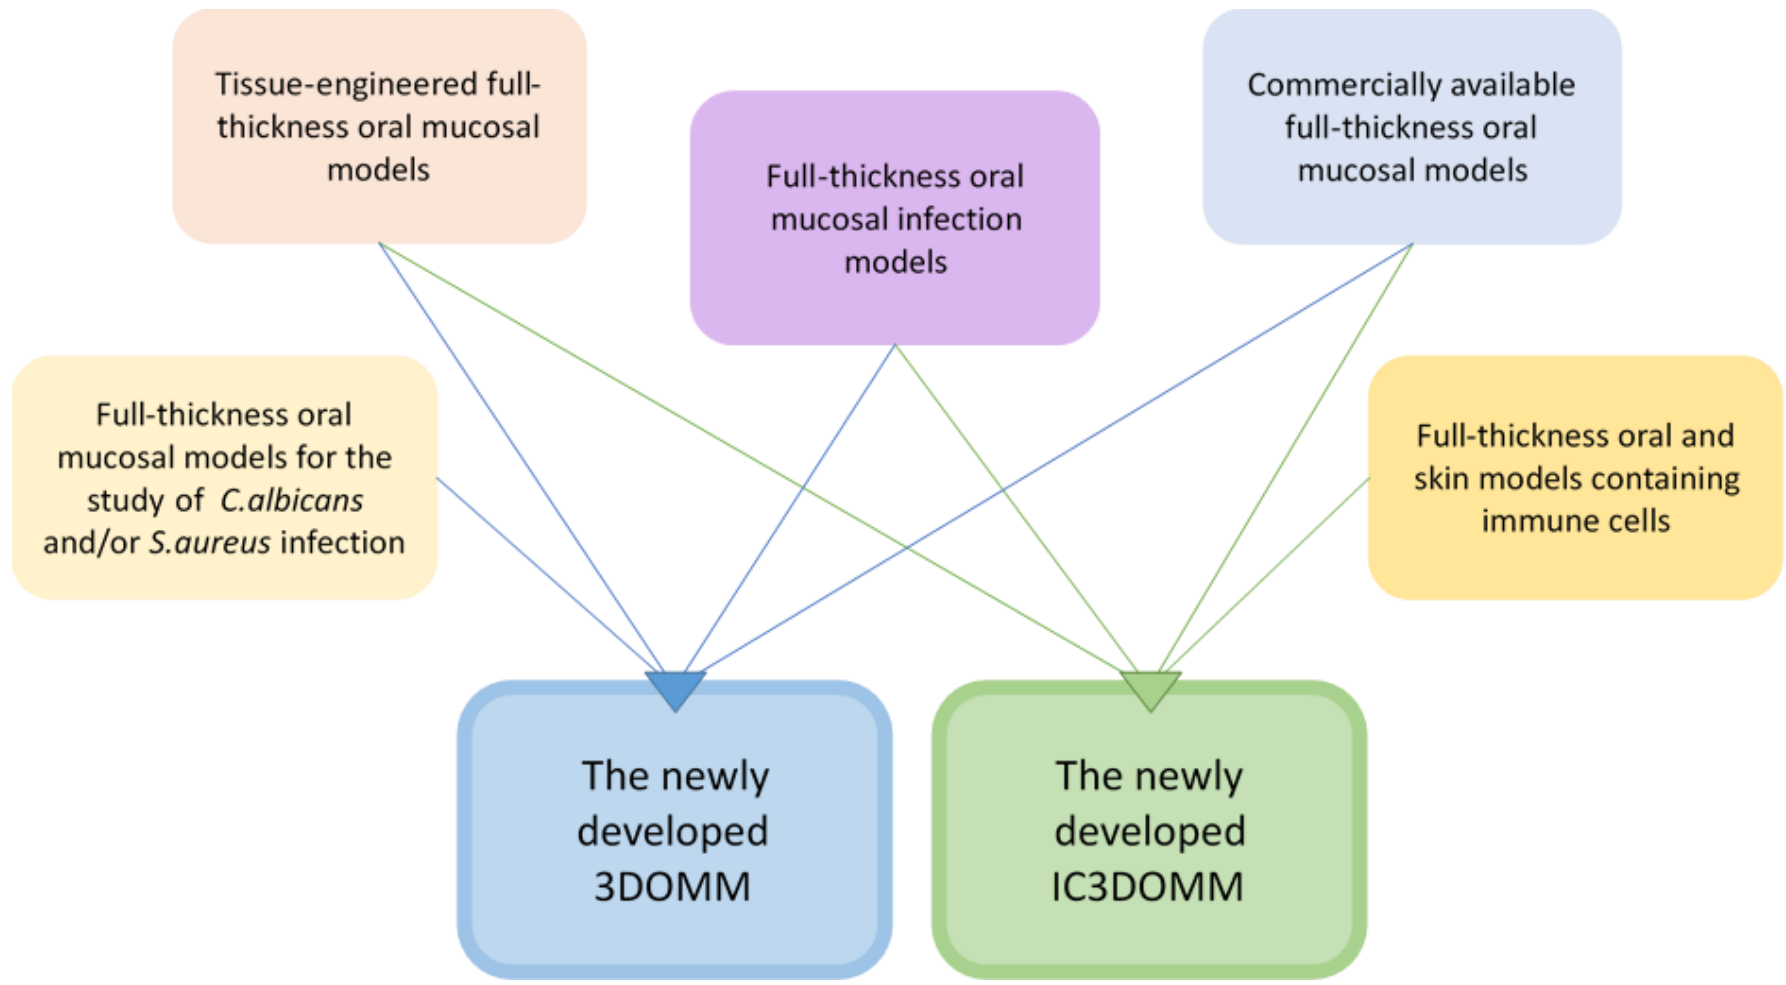 Tissue-engineered full-
thickness oral mucosal
models
Full-thickness oral
mucosal infection
models
Commercially available
full-thickness oral
mucosal models
Full-thickness oral
mucosal models for the
study of C.albicans
and/or S.aureus infection
Full-thickness oral and
skin models containing
immune cells
The newly
developed
3DOMM
The newly
developed
IC3DOMM